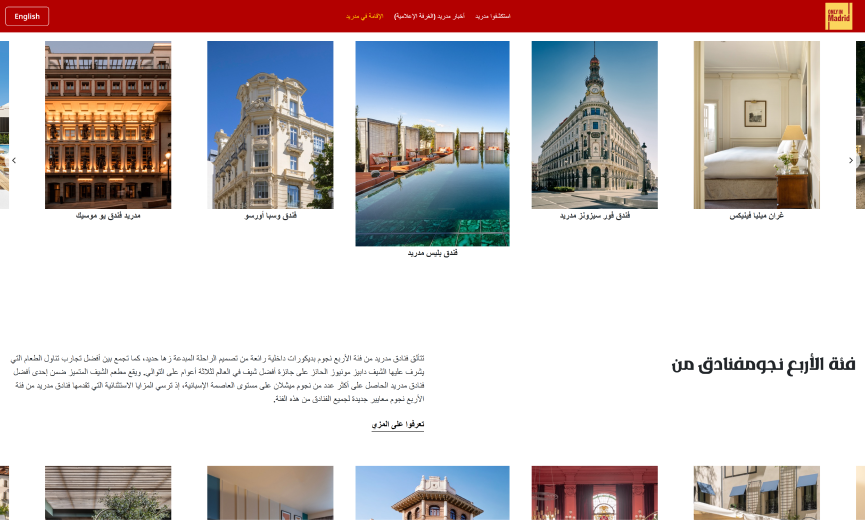 ONLY IN
Madrid
استكشفوا مدريد
أخبار مدريد (الغرفة الإعلامية)
الإقامة في مدريد
English
غران ميليا فينيكس
فندق فور سيزونز مدريد
فندق بليس مدريد
فندق وسبا أورسو
مدريد فندق يو موسيك
فئة الأربع نجومفنادق من
تتألق فنادق مدريد من فئة الأربع نجوم بديكورات داخلية رائعة من تصميم الراحلة المبدعة زها حديد، كما تجمع بين أفضل تجارب تناول الطعام التي
يشرف عليها الشيف دابيز مونيوز الحائز على جائزة أفضل شيف في العالم لثلاثة أعوام على التوالي. ويقع مطعم الشيف المتميز ضمن إحدى أفضل
فنادق مدريد الحاصل على أكثر عدد من نجوم ميشلان على مستوى العاصمة الإسبانية، إذ ترسي المزايا الاستثنائية التي تقدمها فنادق مدريد من فئة
الأربع نجوم معايير جديدة لجميع الفنادق من هذه الفئة.
تعرفوا على المزي